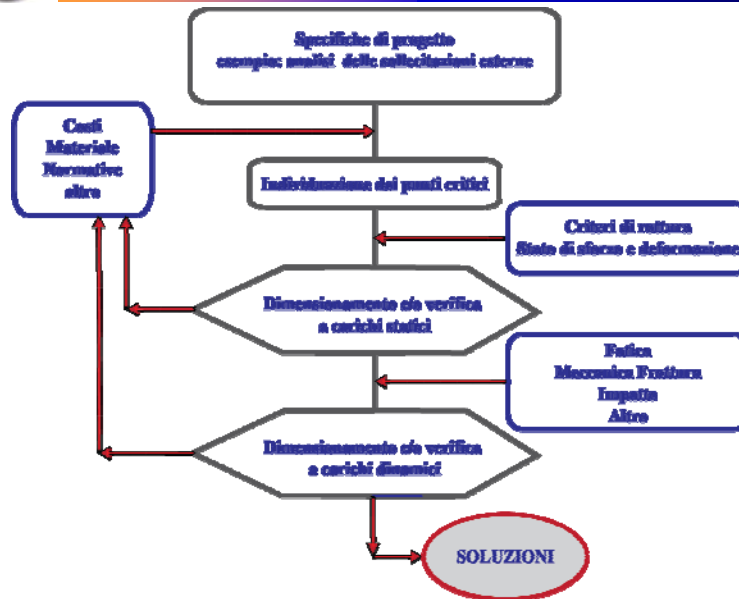 Specifiche di progetto
esempio: analisi delle sollecitazioni esterne
Costi
Materiale
Normative
altro
Individuazione dei punti critici
Criteri di rottura
Stato di sforzo e deformazione
Dimensionamento e/o verifica
a carichi statici
Fatica
Meccanica Frattura
Impatto
Altro
Dimensionamento e/o verifica
a carichi dinamici
SOLUZIONI